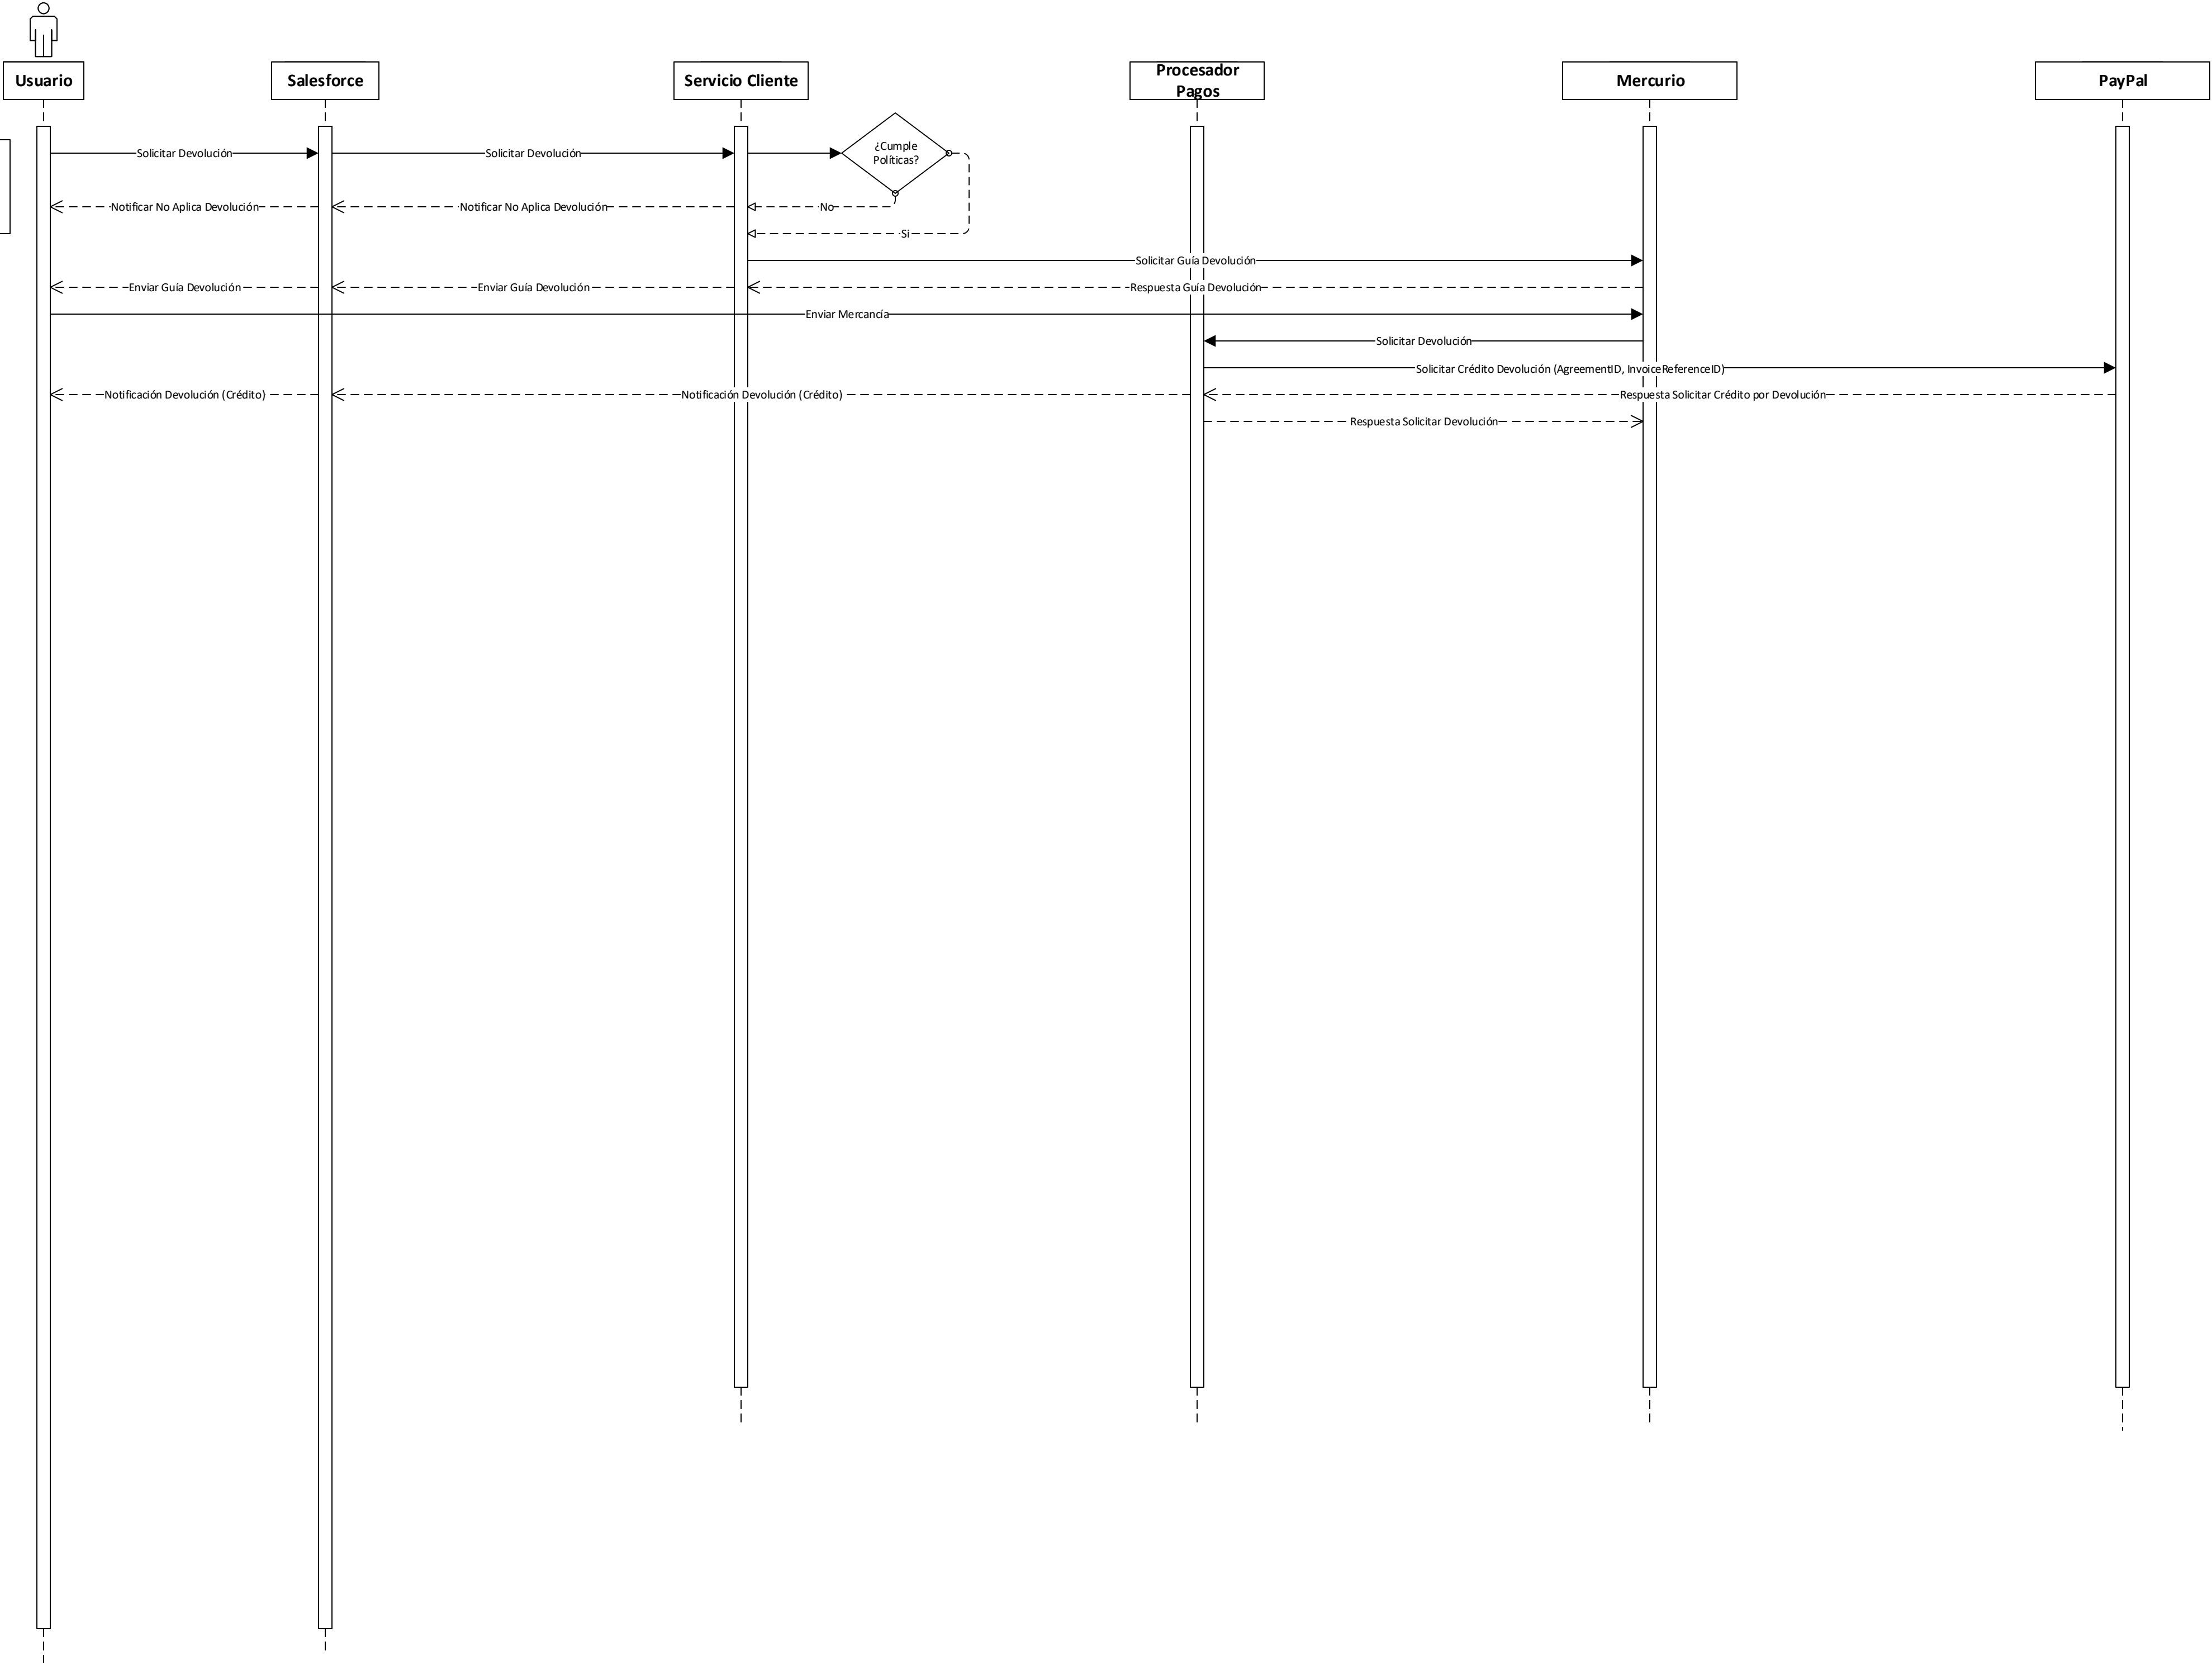 Usuario
Salesforce
Servicio Cliente
Procesador
Pagos
Mercurio
PayPal
Solicitar Devolución
Solicitar Devolución
¿Cumple
Políticas?
Notificar No Aplica Devolución
Notificar No Aplica Devolución
No
Si
Solicitar Guía Devolución
Enviar Guía Devolución
Enviar Guía Devolución
Respuesta Guía Devolución
Enviar Mercancía
Solicitar Devolución
Solicitar Crédito Devolución (AgreementID, InvoiceReferenceID)
Notificación Devolución (Crédito)
Notificación Devolución (Crédito)
Respuesta Solicitar Crédito por Devolución
Respuesta Solicitar Devolución